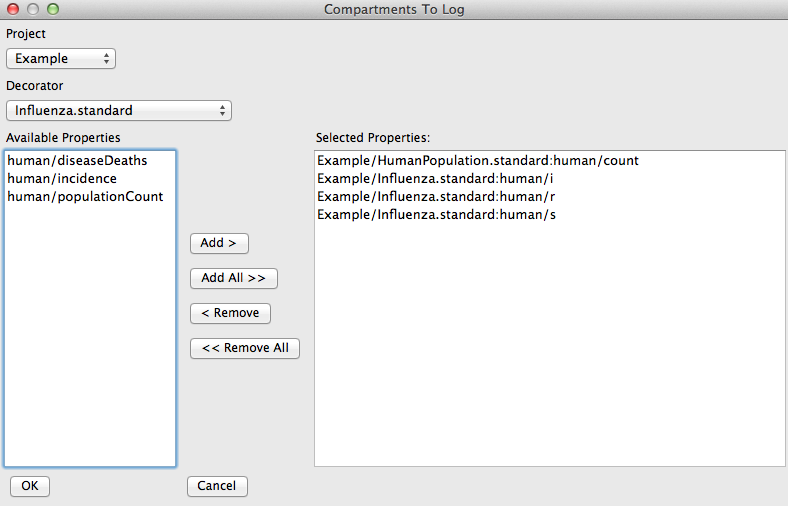 Compartments To Log
Project
Example
Decorator
Influenza.standard
Available Properties
human/diseaseDeaths
human/incidence
human/populationCount
Add >
Add All >>
< Remove
<< Remove All
Selected Properties:
Example/HumanPopulation.standard:human/count
Example/Influenza.standard:human/i
Example/Influenza.standard:human/r
Example/Influenza.standard:human/s
OK
Cancel